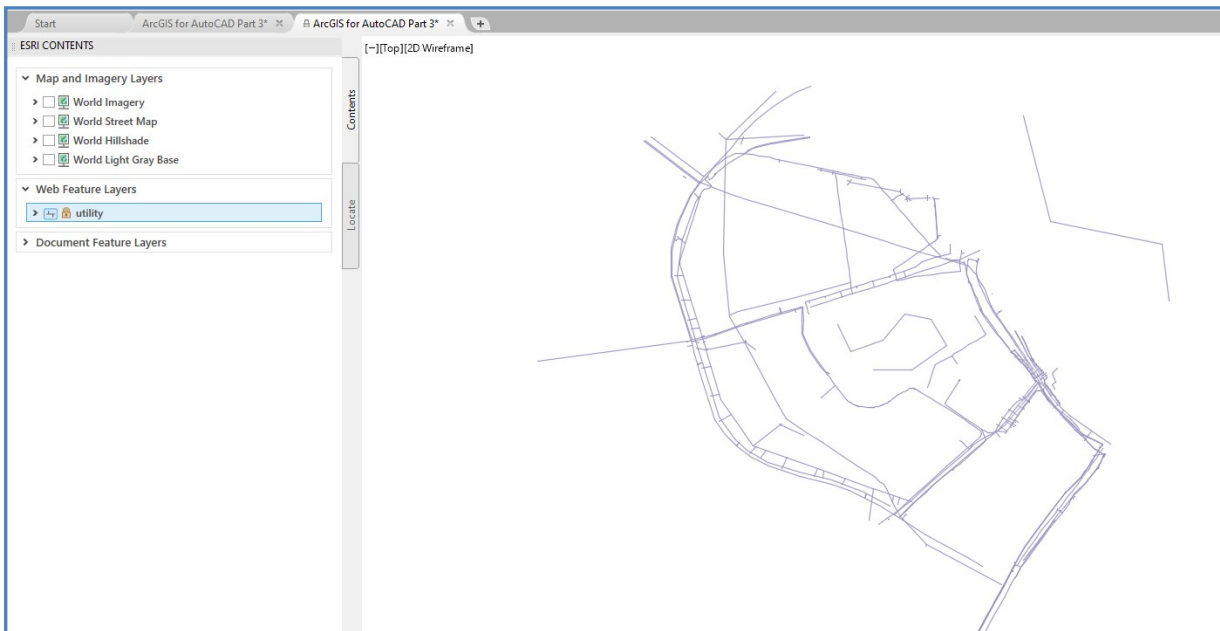 Start
ArcGIS for AutoCAD Part 3*
ArcGIS for AutoCAD Part 3*
ESRI CONTENTS
Map and Imagery Layers
World Imagery
World Street Map
World Hillshade
World Light Gray Base
Web Feature Layers
utility
Document Feature Layers
Contents
Locate
[−][Top][2D Wireframe]